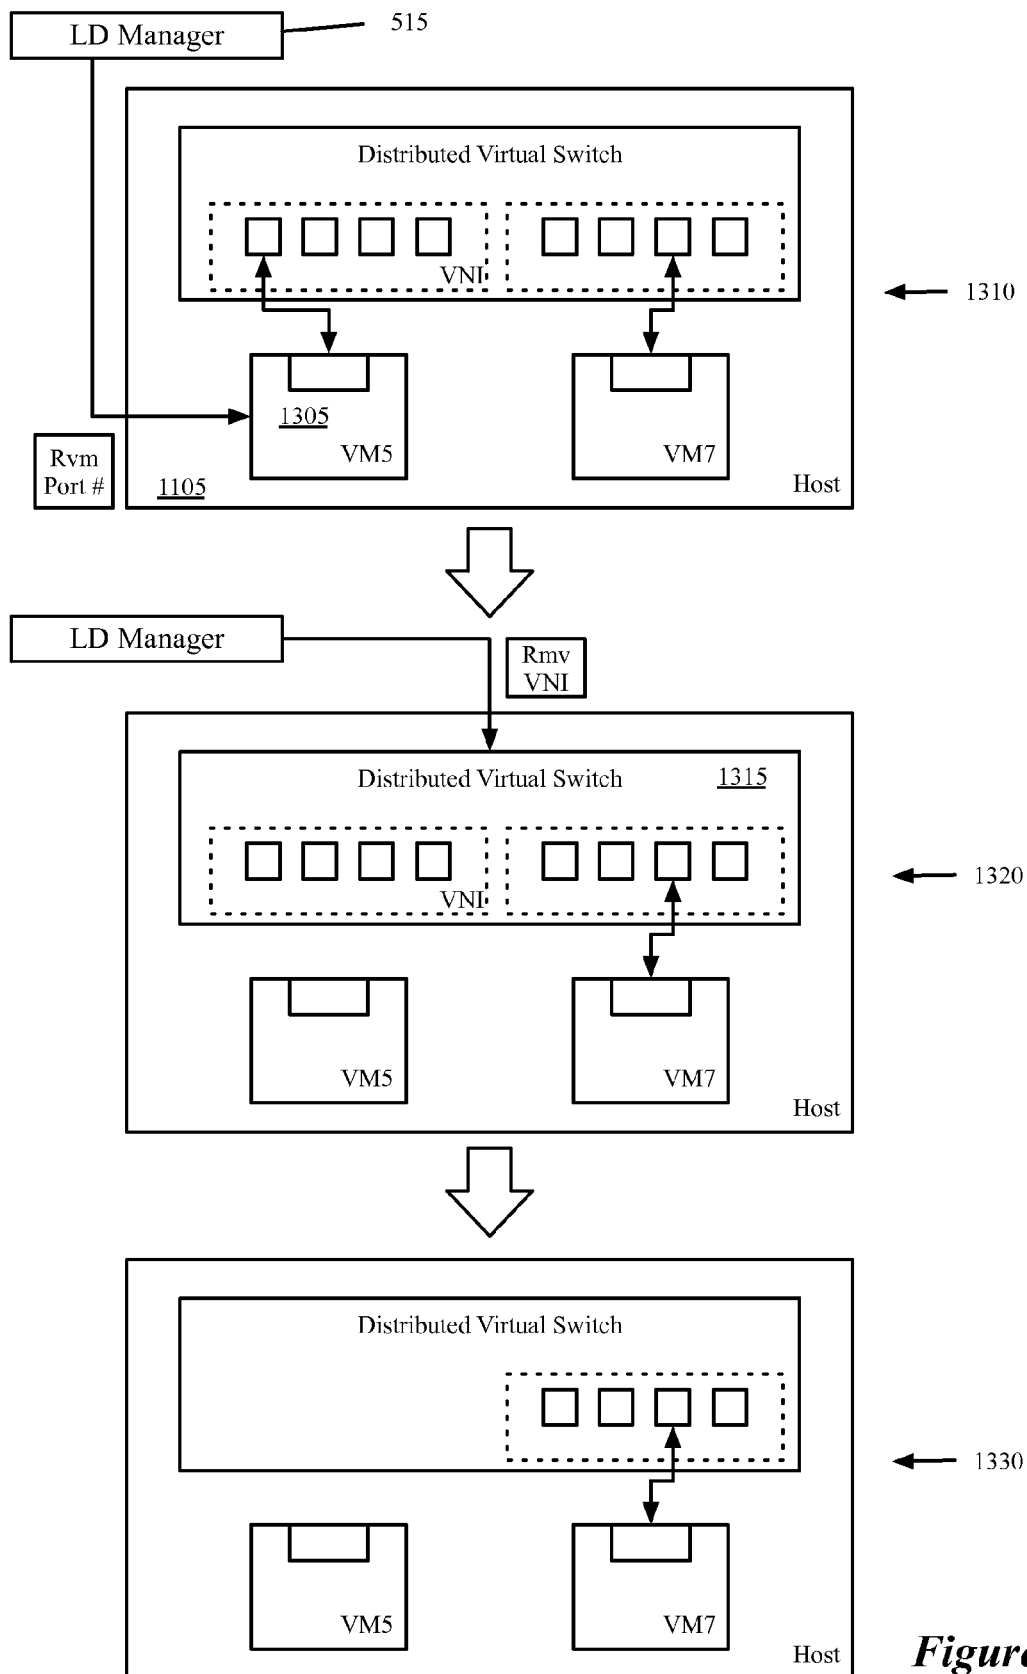 LD Manager
515
Distributed Virtual Switch
VNI
1310
1305
VM5
VM7
Rvm
Port #
1105
Host
LD Manager
Rmv
VNI
Distributed Virtual Switch
1315
VNI
1320
VM5
VM7
Host
Distributed Virtual Switch
1330
VM5
VM7
Host
Figure